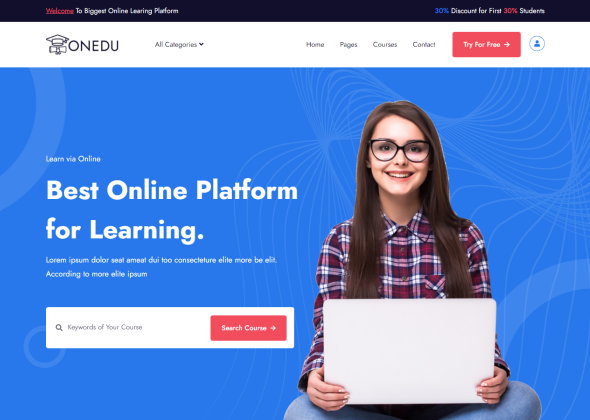 Welcome To Biggest Online Learing Platform
30% Discount for First 30% Students
ONEDU
All Categories
Home
Pages
Courses
Contact
Try For Free
Learn via Online
Best Online Platform
for Learning.
Lorem ipsum dolor seat ameat dui too consecteture elite more be elit.
According to more elite ipsum
Keywords of Your Course
Search Course